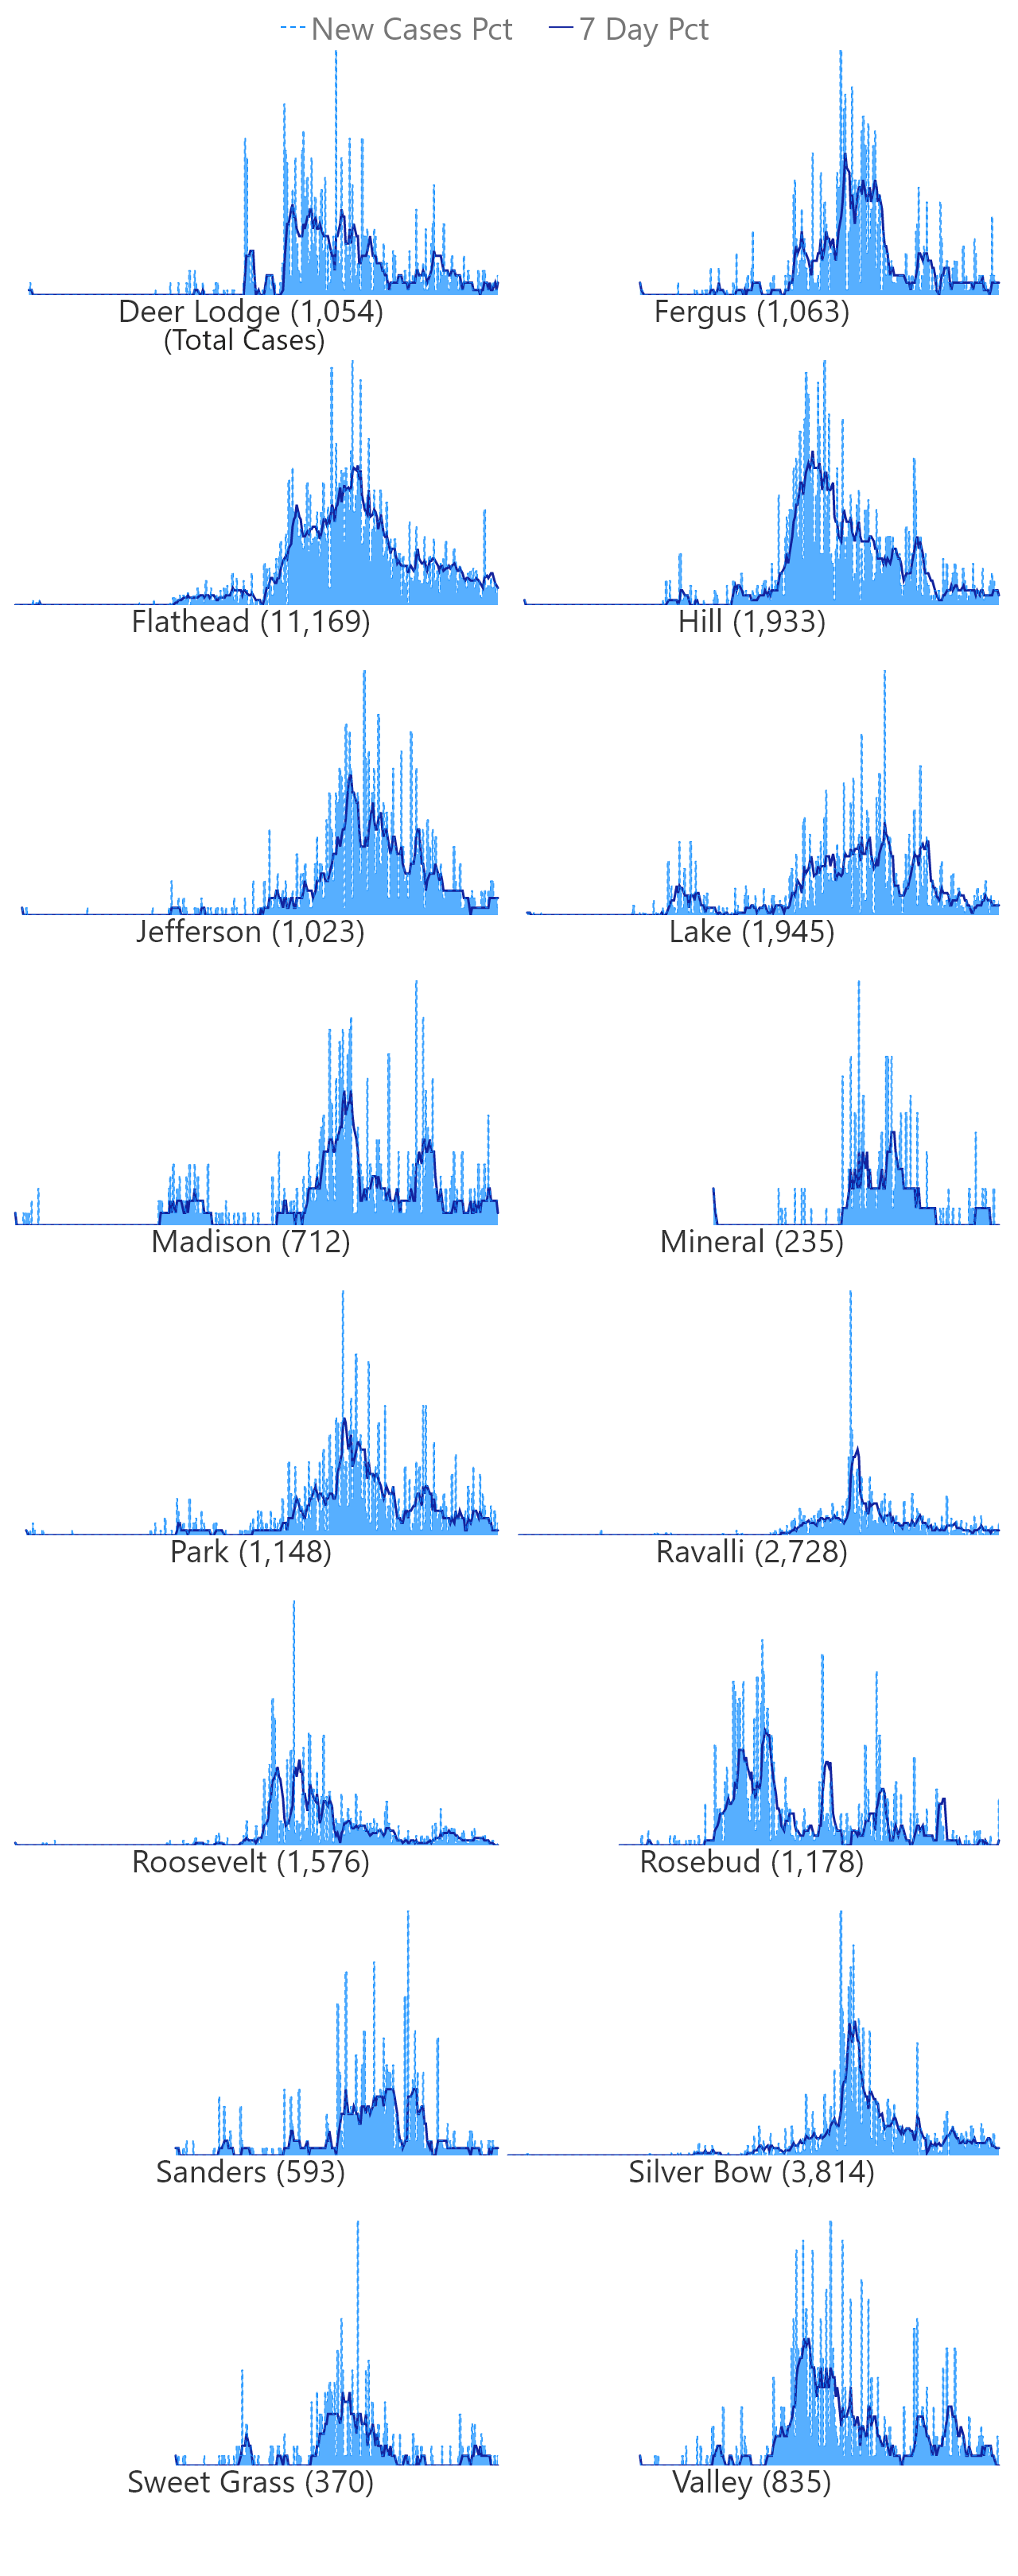 New Cases Pct 7 Day Pct
Deer Lodge (1,054)
(Total Cases)
Fergus (1,063)
Flathead (11,169)
Hill (1,933)
Jefferson (1,023)
Lake (1,945)
Madison (712)
Mineral (235)
Park (1,148)
Ravalli (2,728)
Roosevelt (1,576)
Rosebud (1,178)
Sanders (593)
Silver Bow (3,814)
Sweet Grass (370)
Valley (835)